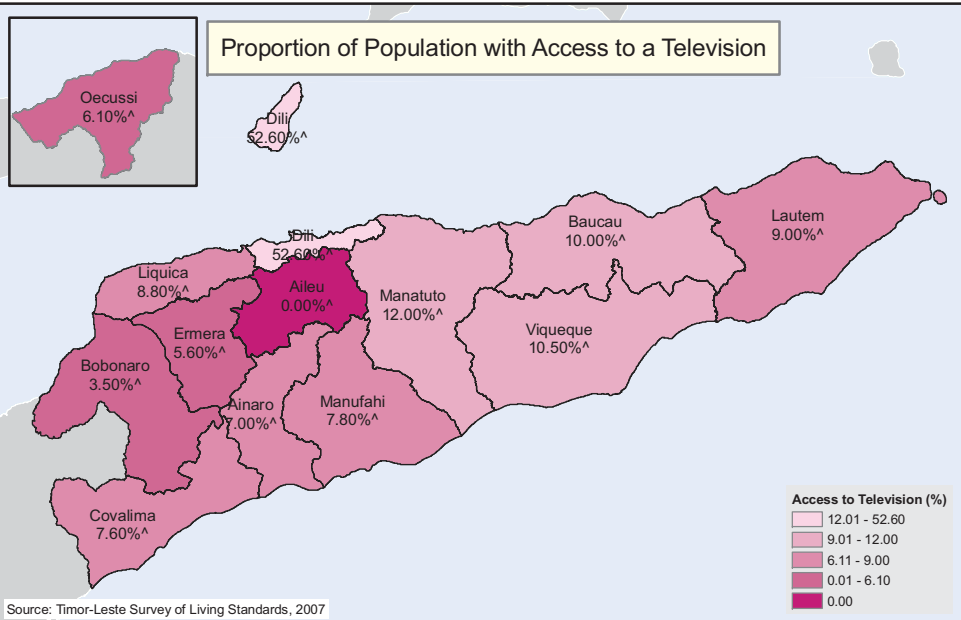 Proportion of Population with Access to a Television
Oecussi
6.10%^
Dili
52.60%^
Baucau
10.00%^
Lautem
9.00%^
Dili
52.60%^
Liquica
8.80%^
Aileu
0.00%^
Manatuto
12.00%^
Viqueque
10.50%^
Ermera
5.60%^
Bobonaro
3.50%^
Ainaro
7.00%^
Manufahi
7.80%^
Covalima
7.60%^
Access to Television (%)
12.01 - 52.60
9.01 - 12.00
6.11 - 9.00
0.01 - 6.10
0.00
Source: Timor-Leste Survey of Living Standards, 2007